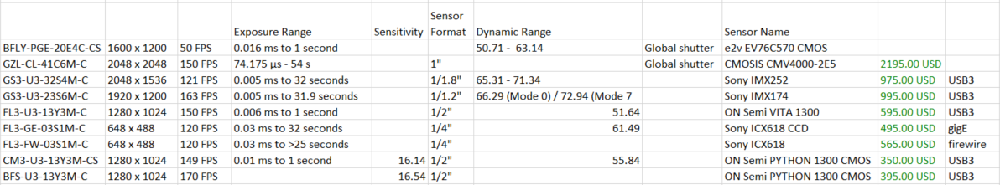 Exposure Range Sensitivity Sensor Format Dynamic Range Sensor Name
BFLY-PGE-20E4C-CS 1600 x 1200 50 FPS 0.016 ms to 1 second 50.71 - 63.14 Global shutter e2v EV76C570 CMOS
GZL-CL-41C6M-C 2048 x 2048 150 FPS 74.175 µs - 54 s 1" Global shutter CMOSIS CMV4000-2E5 2195.00 USD
GS3-U3-32S4M-C 2048 x 1536 121 FPS 0.005 ms to 32 seconds 1/1.8" 65.31 - 71.34 Sony IMX252 975.00 USD USB3
GS3-U3-23S6M-C 1920 x 1200 163 FPS 0.005 ms to 31.9 seconds 1/1.2" 66.29 (Mode 0) / 72.94 (Mode 7 Sony IMX174 995.00 USD USB3
FL3-U3-13Y3M-C 1280 x 1024 150 FPS 0.006 ms to 1 second 1/2" 51.64 ON Semi VITA 1300 595.00 USD USB3
FL3-GE-03S1M-C 648 x 488 120 FPS 0.03 ms to 32 seconds 1/4" 61.49 Sony ICX618 CCD 495.00 USD gigE
FL3-FW-03S1M-C 648 x 488 120 FPS 0.03 ms to >25 seconds 1/4" Sony ICX618 565.00 USD firewire
CM3-U3-13Y3M-CS 1280 x 1024 149 FPS 0.01 ms to 1 second 16.14 1/2" 55.84 ON Semi PYTHON 1300 CMOS 350.00 USD USB3
BFS-U3-13Y3M-C 1280 x 1024 170 FPS 16.54 1/2" ON Semi PYTHON 1300 CMOS 395.00 USD USB3